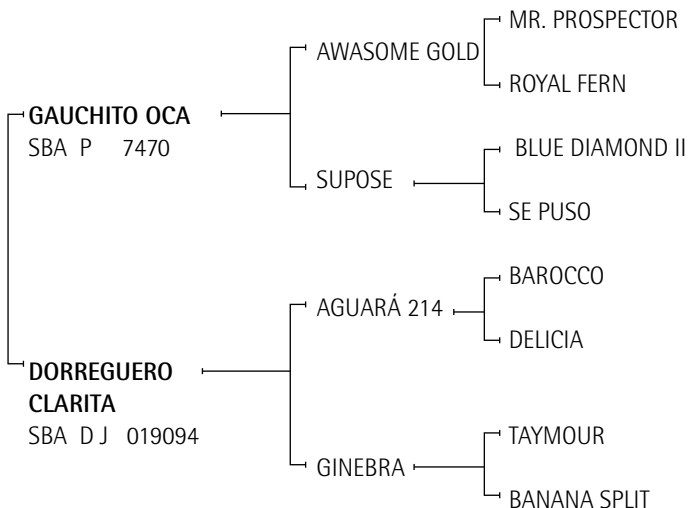 MR. PROSPECTOR
AWASOME GOLD
ROYAL FERN
GAUCHITO OCA
SBA P 7470
BLUE DIAMOND II
SUPOSE
SE PUSO
BAROCCO
AGUARÁ 214
DELICIA
DORREGUERO
CLARITA
SBA D J 019094
TAYMOUR
GINEBRA
BANANA SPLIT